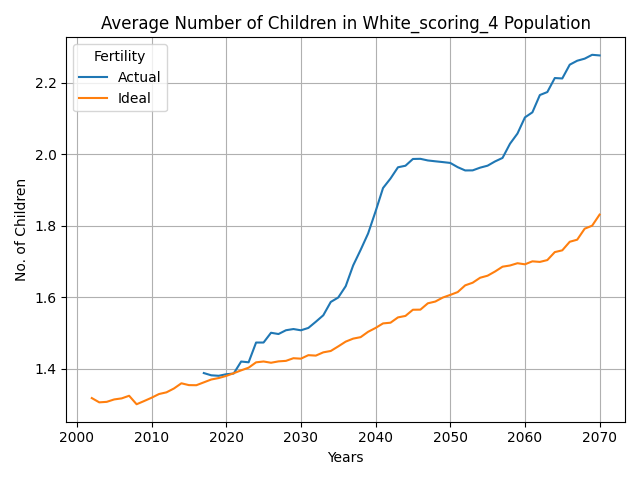 Average Number of Children in White_scoring_4 Population
Fertility
Actual
Ideal
No. of Children
2.2
2.0
1.8
1.6
1.4
2000 2010 2020 2030 2040 2050 2060 2070
Years